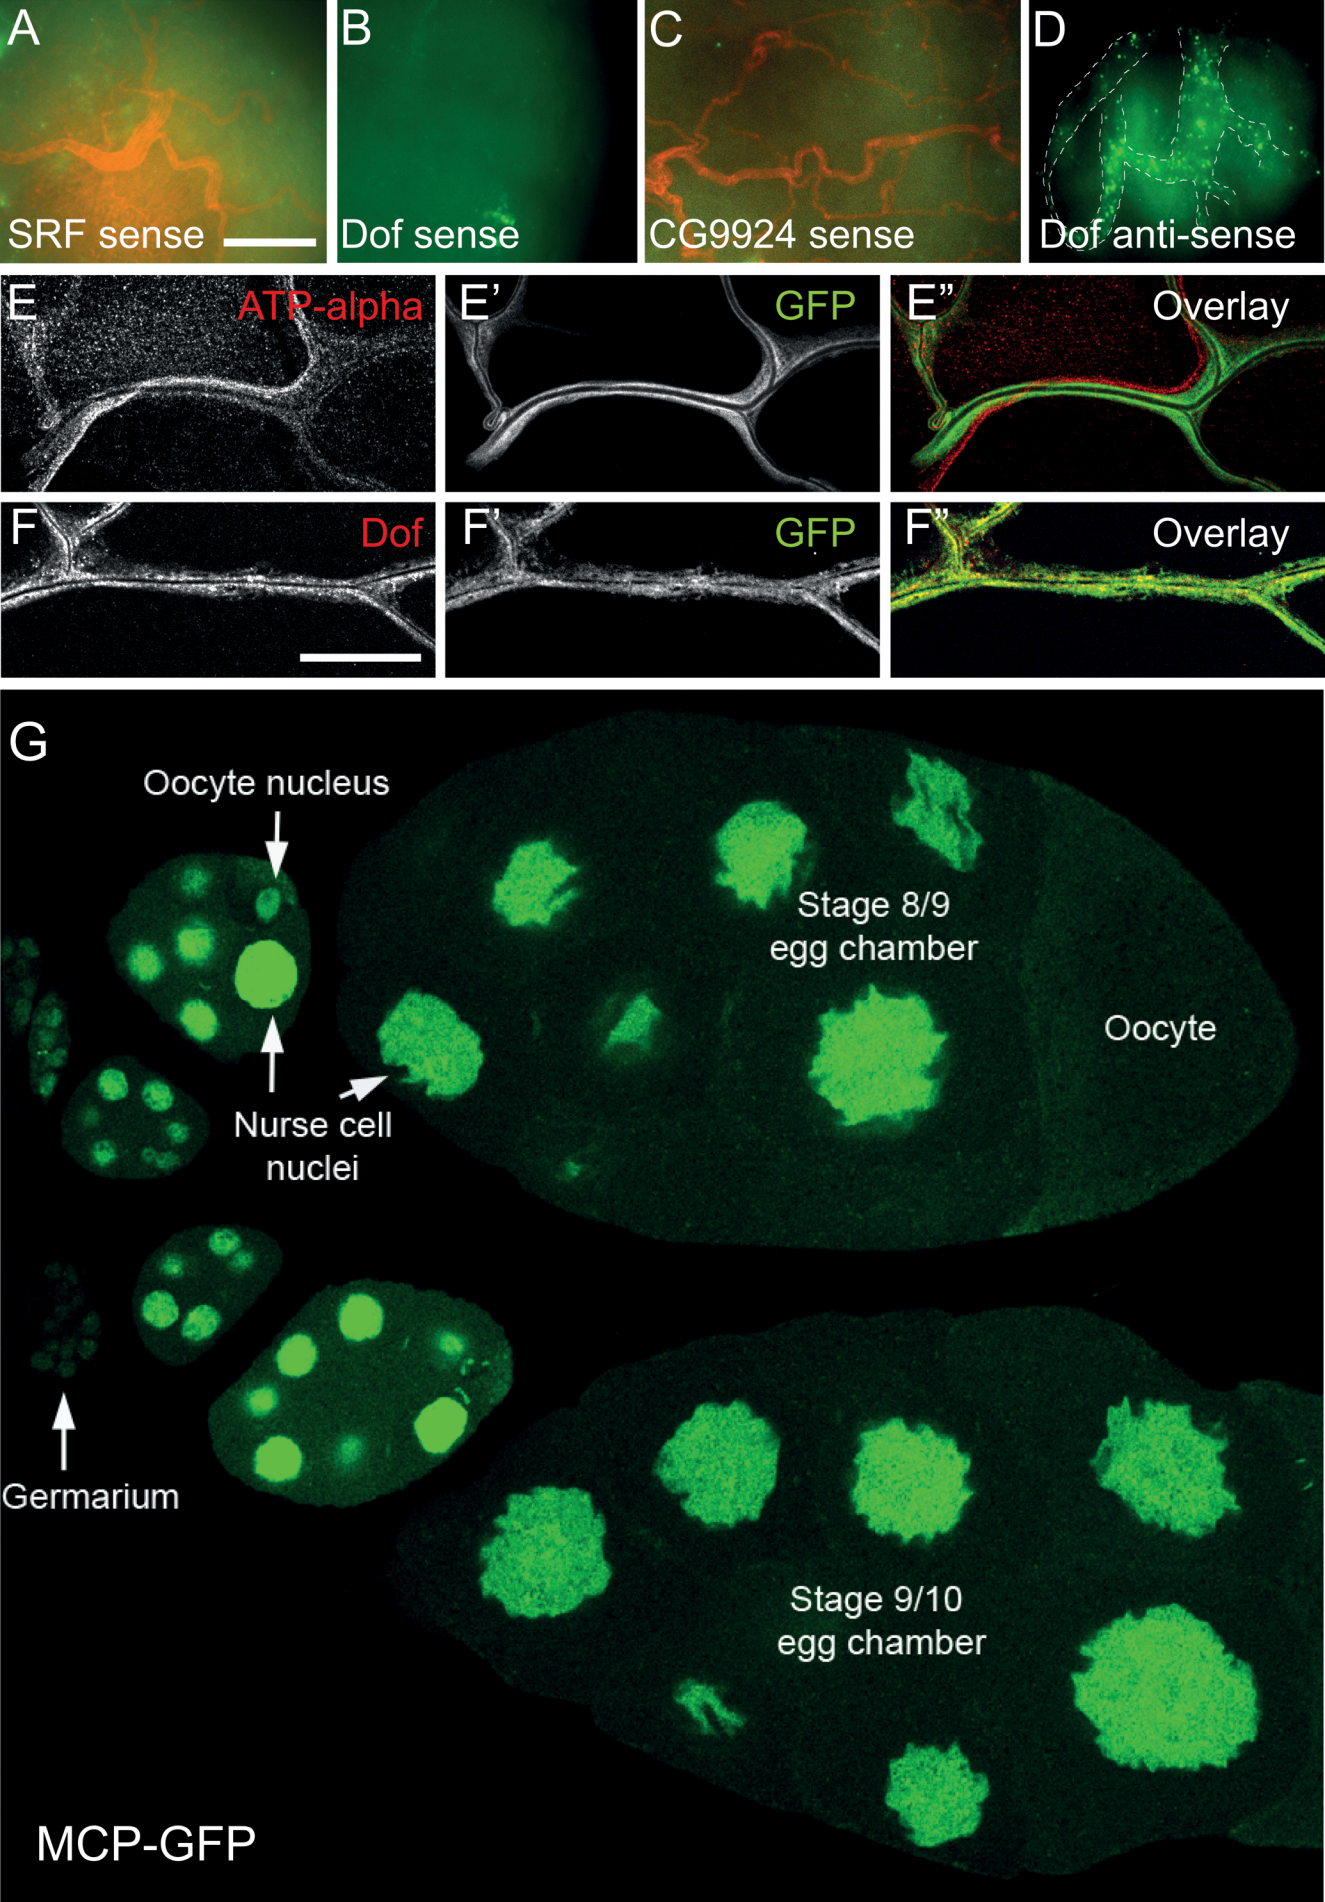 A
SRF sense
B
Dof sense
C
CG9924 sense
D
Dof anti-sense
E
ATP-alpha
E’
GFP
E”
Overlay
F
Dof
F’
GFP
F”
Overlay
G
Oocyte nucleus
Stage 8/9
egg chamber
Oocyte
Nurse cell
nuclei
Germarium
Stage 9/10
egg chamber
MCP-GFP